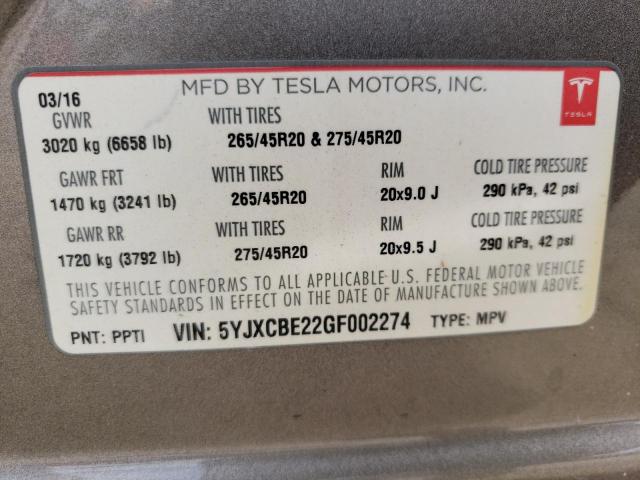 MFD BY TESLA MOTORS, INC.
TESLA
03/16
GVWR WITH TIRES
3020 kg (6658 lb) 265/45R20 & 275/45R20
GAWR FRT WITH TIRES RIM COLD TIRE PRESSURE
1470 kg (3241 lb) 265/45R20 20x9.0 J 290 kPa, 42 psi
GAWR RR WITH TIRES RIM COLD TIRE PRESSURE
1720 kg (3792 lb) 275/45R20 20x9.5 J 290 kPa, 42 psi
THIS VEHICLE CONFORMS TO ALL APPLICABLE U.S. FEDERAL MOTOR VEHICLE
SAFETY STANDARDS IN EFFECT ON THE DATE OF MANUFACTURE SHOWN ABOVE.
PNT: PPTI VIN: 5YJXCBE22GF002274 TYPE: MPV